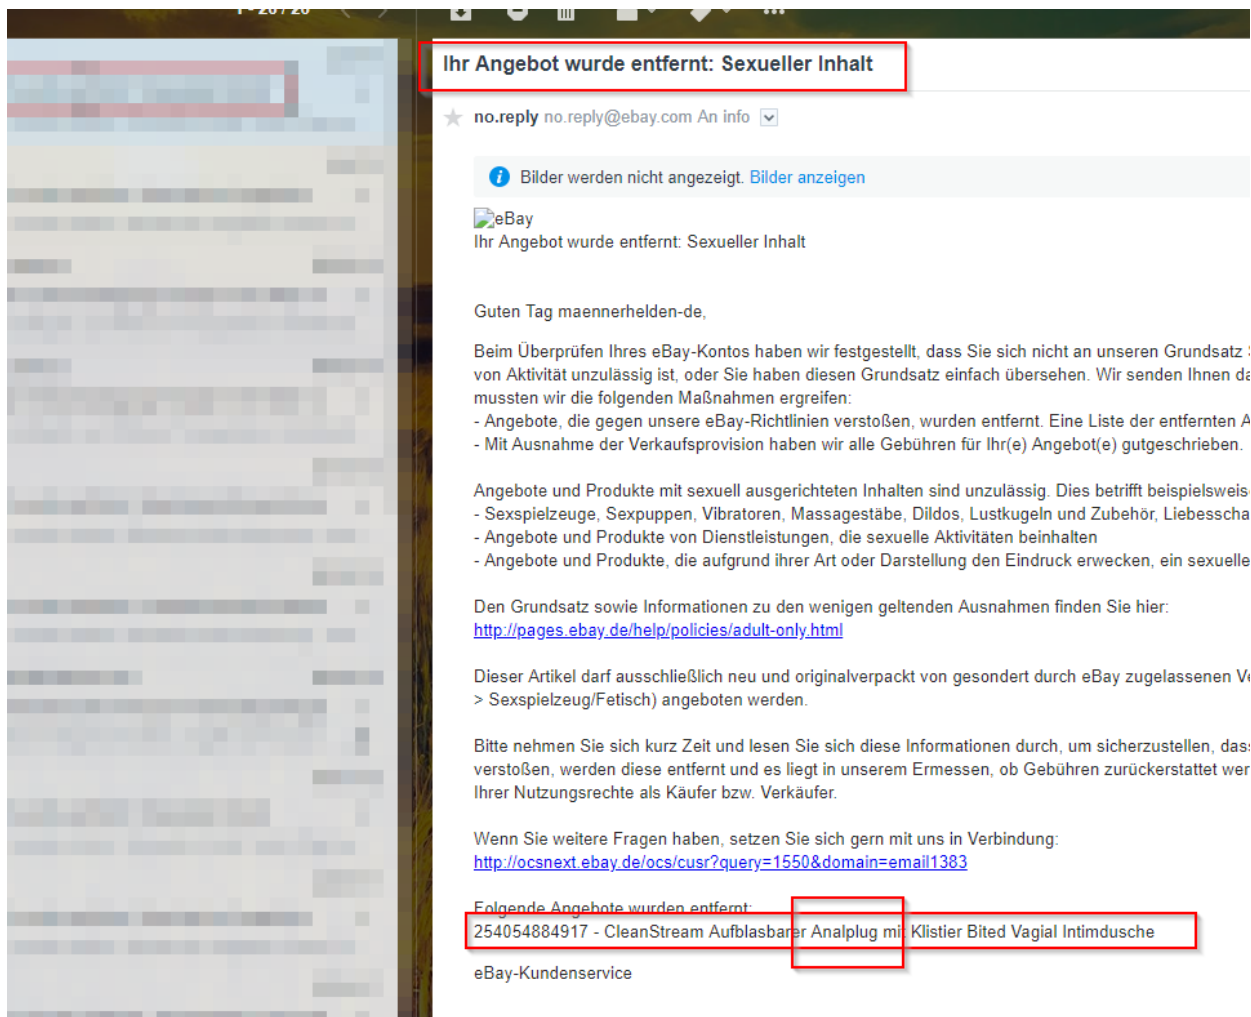 1 - 20 / 20
Ihr Angebot wurde entfernt: Sexueller Inhalt
no.reply no.reply@ebay.com An info
Bilder werden nicht angezeigt. Bilder anzeigen
eBay
Ihr Angebot wurde entfernt: Sexueller Inhalt
Guten Tag maennerhelden-de,
Beim Überprüfen Ihres eBay-Kontos haben wir festgestellt, dass Sie sich nicht an unseren Grundsatz
von Aktivität unzulässig ist, oder Sie haben diesen Grundsatz einfach übersehen. Wir senden Ihnen
mussten wir die folgenden Maßnahmen ergreifen:
- Angebote, die gegen unsere eBay-Richtlinien verstoßen, wurden entfernt. Eine Liste der entfernten A
- Mit Ausnahme der Verkaufsprovision haben wir alle Gebühren für Ihr(e) Angebot(e) gutgeschrieben.
Angebote und Produkte mit sexuell ausgerichteten Inhalten sind unzulässig. Dies betrifft beispielsweise
- Sexspielzeuge, Sexpuppen, Vibratoren, Massagestäbe, Dildos, Lustkugeln und Zubehör, Liebesscha
- Angebote und Produkte von Dienstleistungen, die sexuelle Aktivitäten beinhalten
- Angebote und Produkte, die aufgrund ihrer Art oder Darstellung den Eindruck erwecken, ein sexuelle
Den Grundsatz sowie Informationen zu den wenigen geltenden Ausnahmen finden Sie hier:
http://pages.ebay.de/help/policies/adult-only.html
Dieser Artikel darf ausschließlich neu und originalverpackt von gesondert durch eBay zugelassenen Ve
> Sexspielzeug/Fetisch) angeboten werden.
Bitte nehmen Sie sich kurz Zeit und lesen Sie sich diese Informationen durch, um sicherzustellen, dass
verstoßen, werden diese entfernt und es liegt in unserem Ermessen, ob Gebühren zurückerstattet wer
Ihrer Nutzungsrechte als Käufer bzw. Verkäufer.
Wenn Sie weitere Fragen haben, setzen Sie sich gern mit uns in Verbindung:
http://ocsnext.ebay.de/ocs/cusr?query=1550&domain=email1383
Folgende Angebote wurden entfernt:
254054884917 - CleanStream Aufblasbarer Analplug mit Klistier Bited Vagial Intimdusche
eBay-Kundenservice